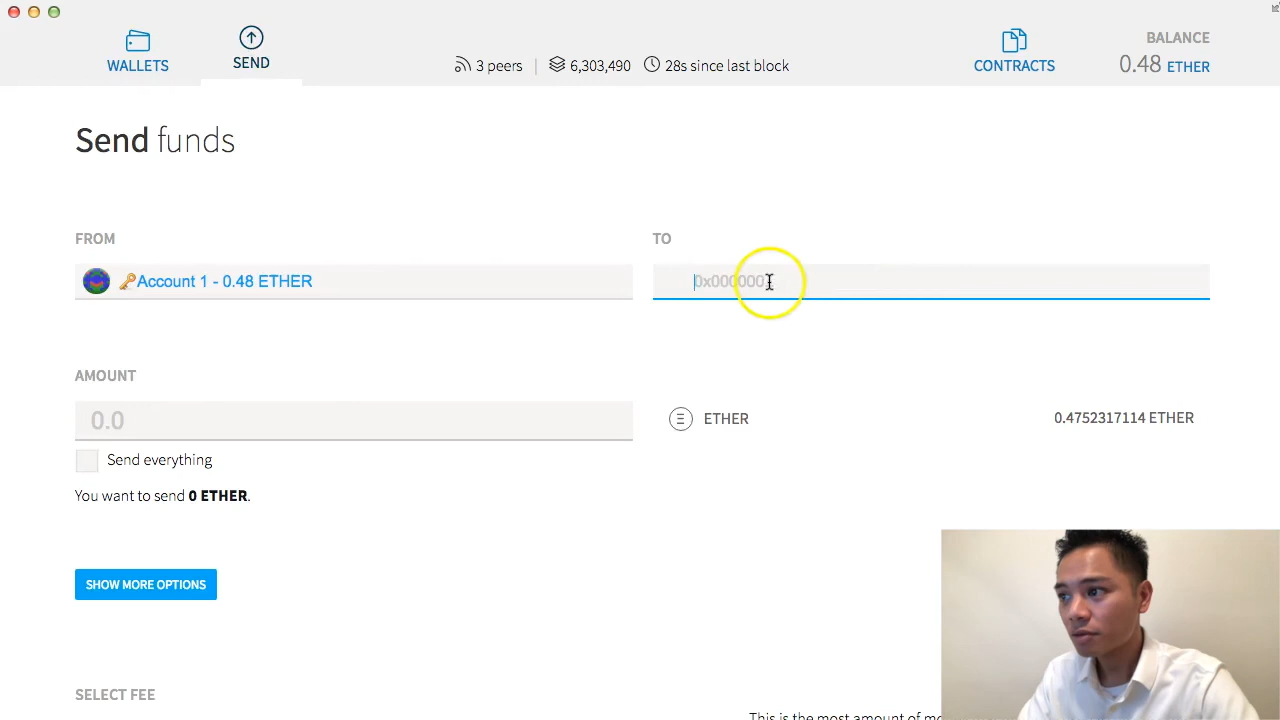 WALLETS
SEND
3 peers | 6,303,490 28s since last block
CONTRACTS
BALANCE
0.48 ETHER
Send funds
FROM
TO
Account 1 - 0.48 ETHER
0x000000
AMOUNT
0.0
ETHER
0.4752317114 ETHER
Send everything
You want to send 0 ETHER.
SHOW MORE OPTIONS
SELECT FEE
This is the most amount of